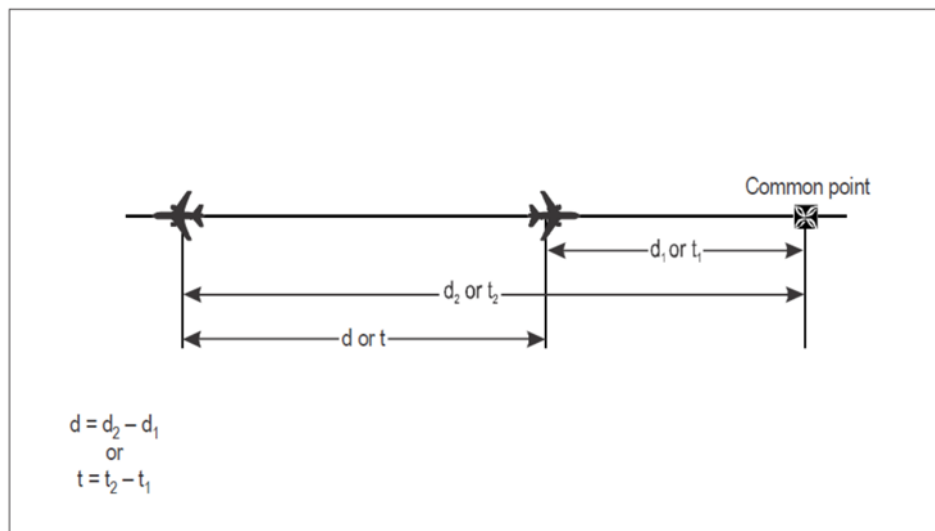 Common point
d₁ or t₁
d₂ or t₂
d or t
d = d₂ – d₁
or
t = t₂ – t₁